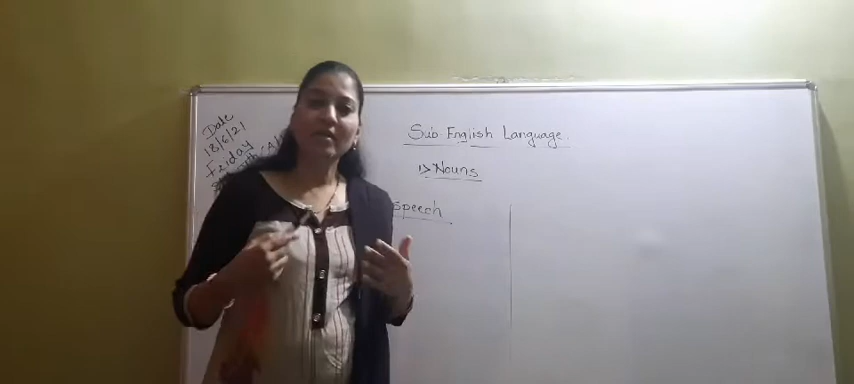 Date
18/6/21
Friday
Sub English Language.
1> Nouns
Speech